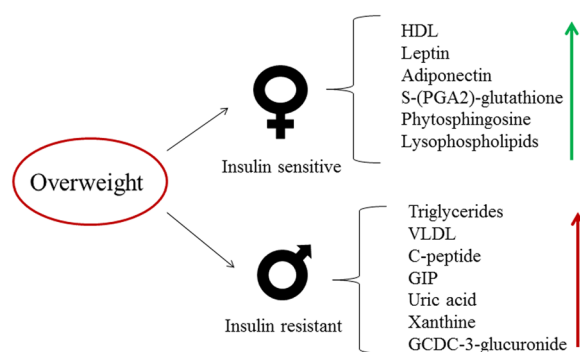 HDL
Leptin
Adiponectin
S-(PGA2)-glutathione
Phytosphingosine
Lysophospholipids
Insulin sensitive
Overweight
Triglycerides
VLDL
C-peptide
GIP
Uric acid
Xanthine
GCDC-3-glucuronide
Insulin resistant